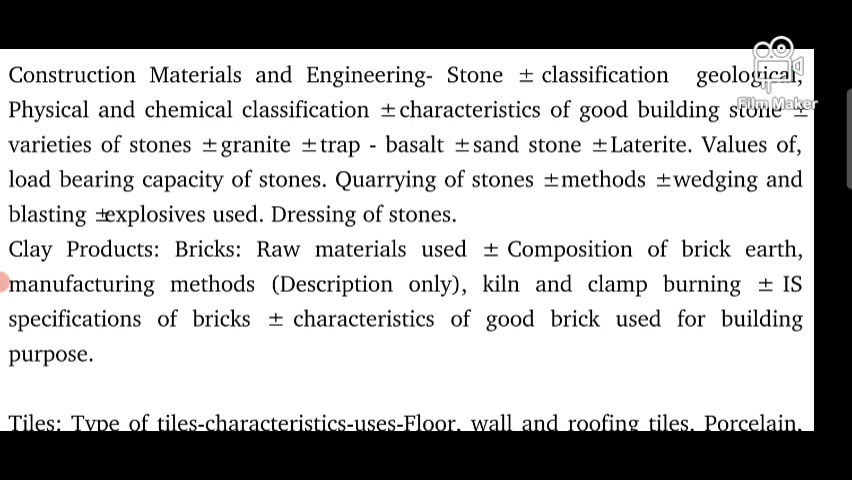 Construction Materials and Engineering- Stone ± classification geological,
Physical and chemical classification ± characteristics of good building stone ±
varieties of stones ± granite ± trap - basalt ± sand stone ± Laterite. Values of,
load bearing capacity of stones. Quarrying of stones ± methods ± wedging and
blasting ±explosives used. Dressing of stones.
Clay Products: Bricks: Raw materials used ± Composition of brick earth,
manufacturing methods (Description only), kiln and clamp burning ± IS
specifications of bricks ± characteristics of good brick used for building
purpose.
Tiles: Type of tiles-characteristics-uses-Floor, wall and roofing tiles, Porcelain,
Film Maker